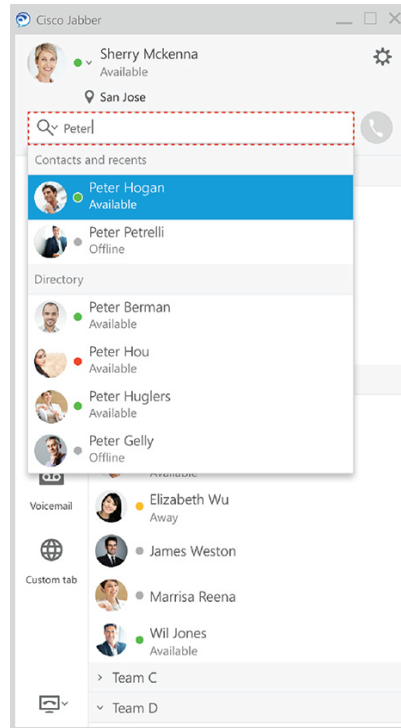 Cisco Jabber
Sherry Mckenna
Available
San Jose
Peter
Contacts and recents
Peter Hogan
Available
Peter Petrelli
Offline
Directory
Peter Berman
Available
Peter Hou
Available
Peter Huglers
Available
Peter Gelly
Offline
Available
Voicemail
Elizabeth Wu
Away
Custom tab
James Weston
Marrisa Reena
Wil Jones
Available
Team C
Team D